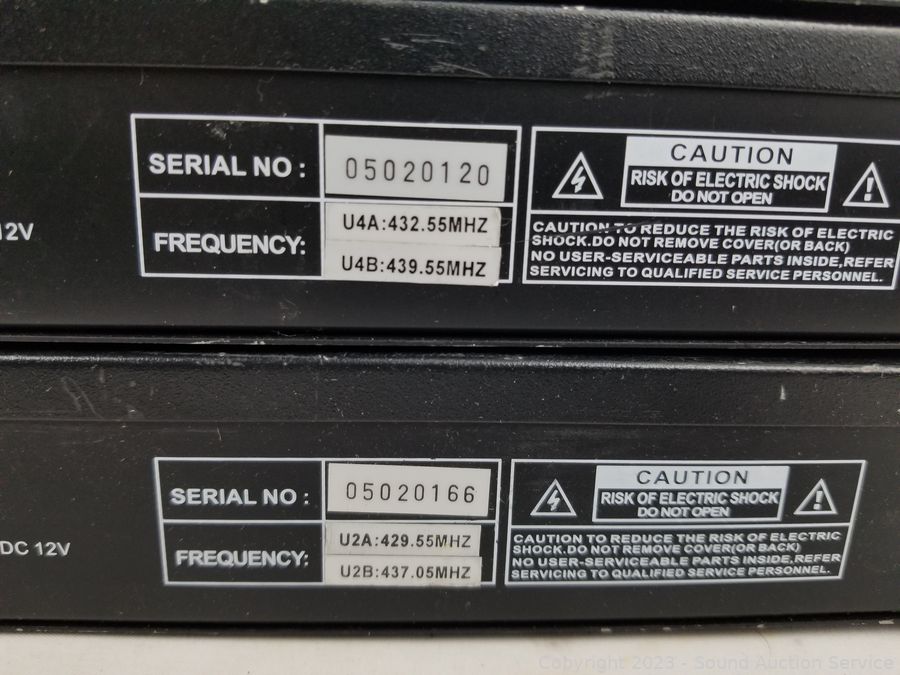 12V
SERIAL NO : 05020120
FREQUENCY: U4A:432.55MHZ
U4B:439.55MHZ
CAUTION
RISK OF ELECTRIC SHOCK
DO NOT OPEN
CAUTION TO REDUCE THE RISK OF ELECTRIC
SHOCK.DO NOT REMOVE COVER(OR BACK)
NO USER-SERVICEABLE PARTS INSIDE,REFER
SERVICING TO QUALIFIED SERVICE PERSONNEL.
DC 12V
SERIAL NO : 05020166
FREQUENCY: U2A:429.55MHZ
U2B:437.05MHZ
CAUTION
RISK OF ELECTRIC SHOCK
DO NOT OPEN
CAUTION TO REDUCE THE RISK OF ELECTRIC
SHOCK.DO NOT REMOVE COVER(OR BACK)
NO USER-SERVICEABLE PARTS INSIDE,REFER
SERVICING TO QUALIFIED SERVICE PERSONNEL.
Copyright 2023 - Sound Auction Service